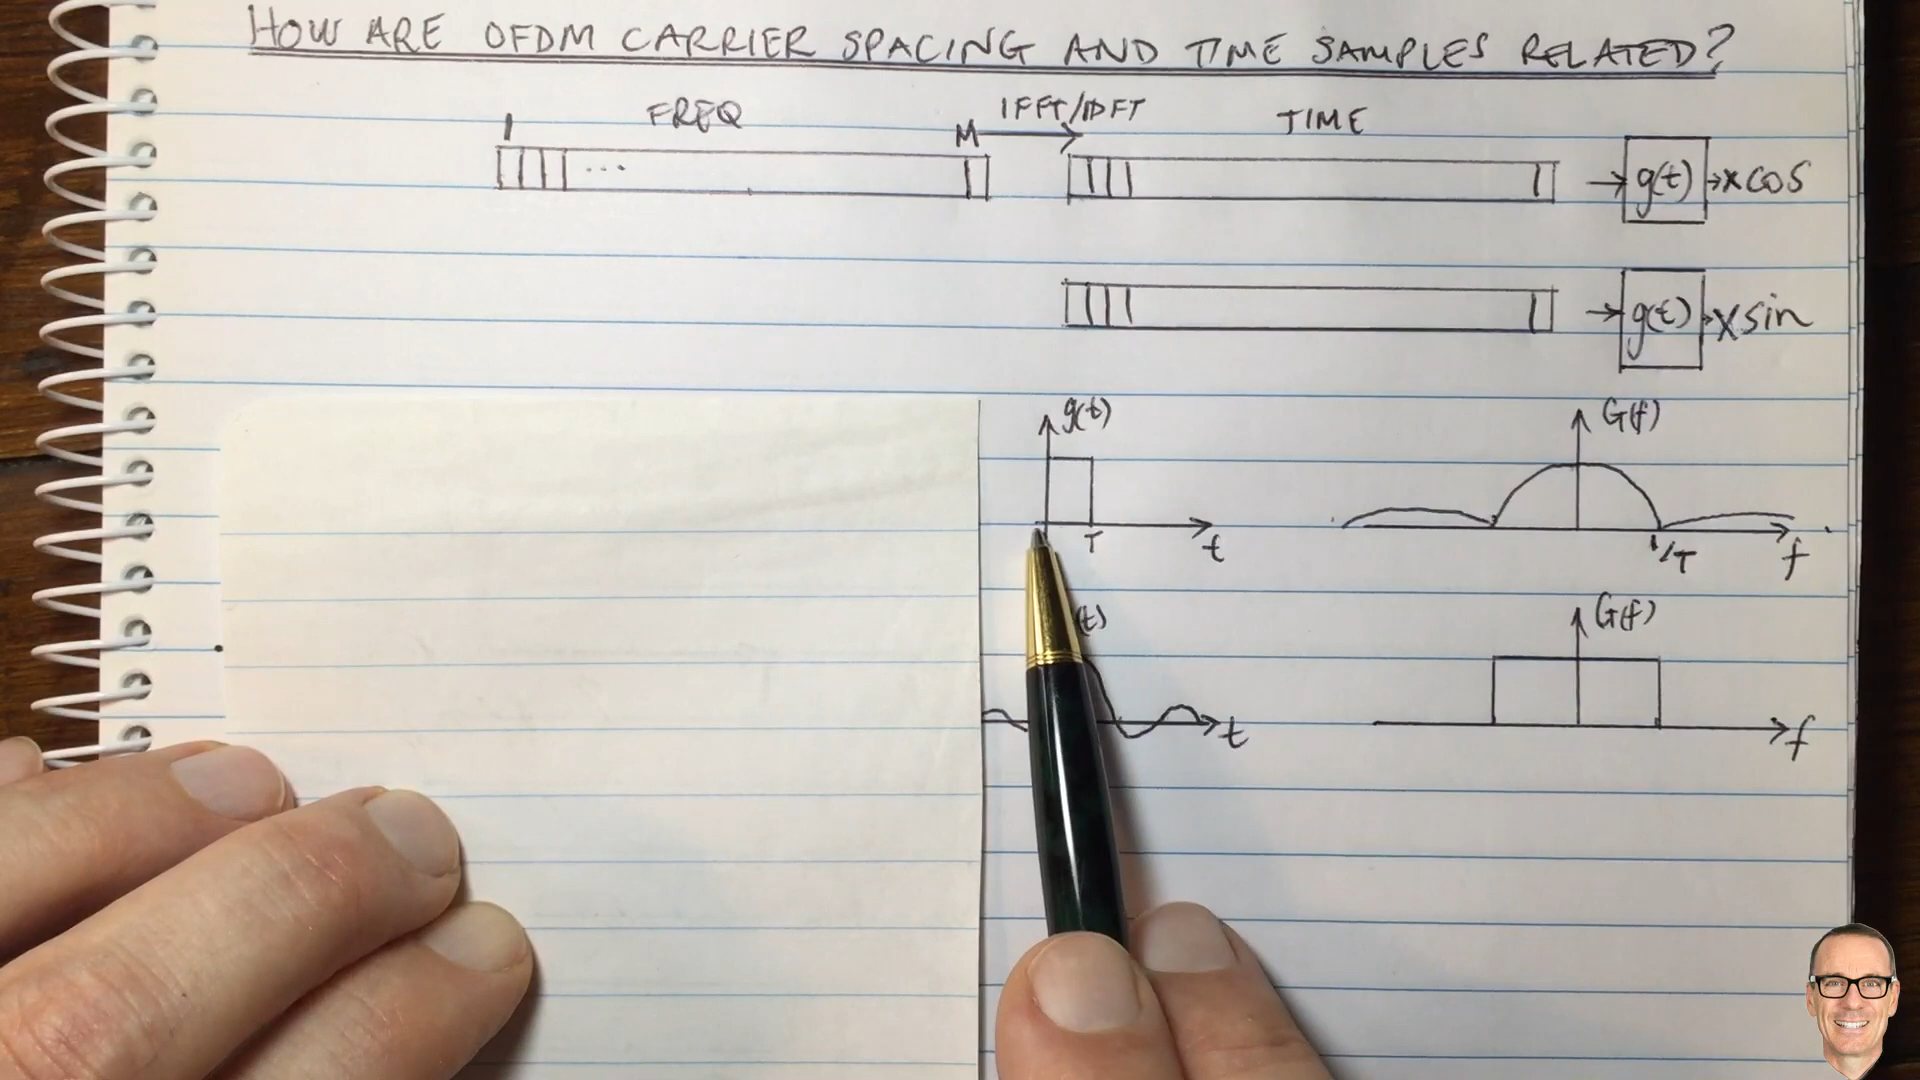 HOW ARE OFDM CARRIER SPACING AND TIME SAMPLES RELATED?
1 FREQ M IFFT/IDFT TIME
...
g(t) x cos
g(t) x sin
g(t) G(f)
T t 1/T f
(t) G(f)
t f